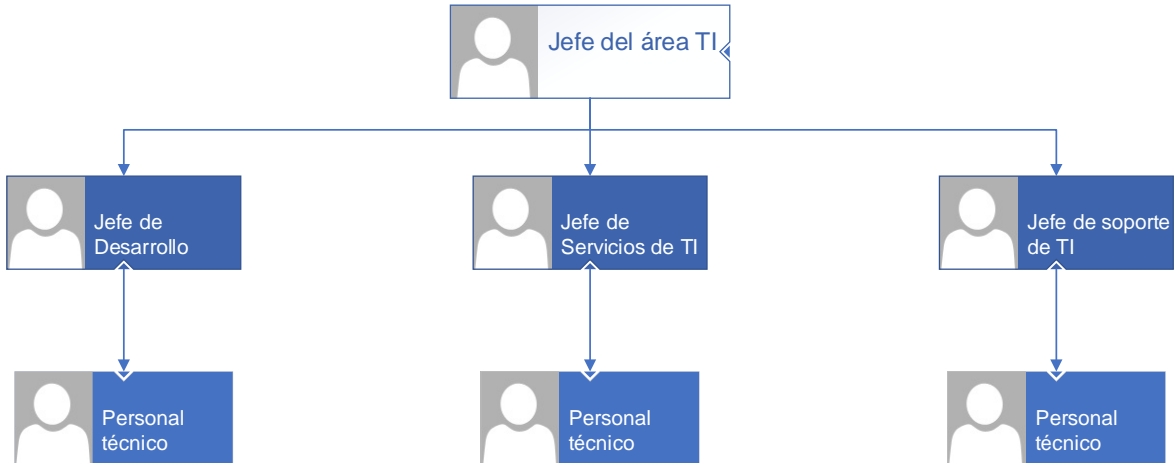 Jefe del área TI
Jefe de
Desarrollo
Jefe de
Servicios de TI
Jefe de soporte
de TI
Personal
técnico
Personal
técnico
Personal
técnico